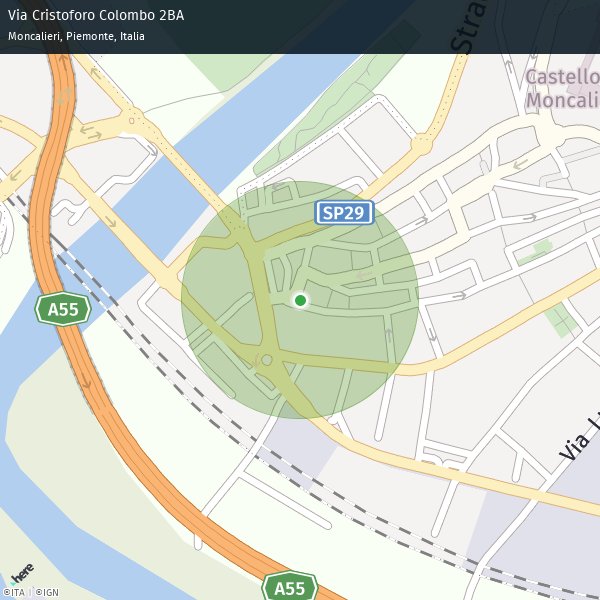 Via Cristoforo Colombo 2BA
Moncalieri, Piemonte, Italia
Stra
Castello
Moncali
SP29
A55
Via
A55
here
©ITA | ©IGN